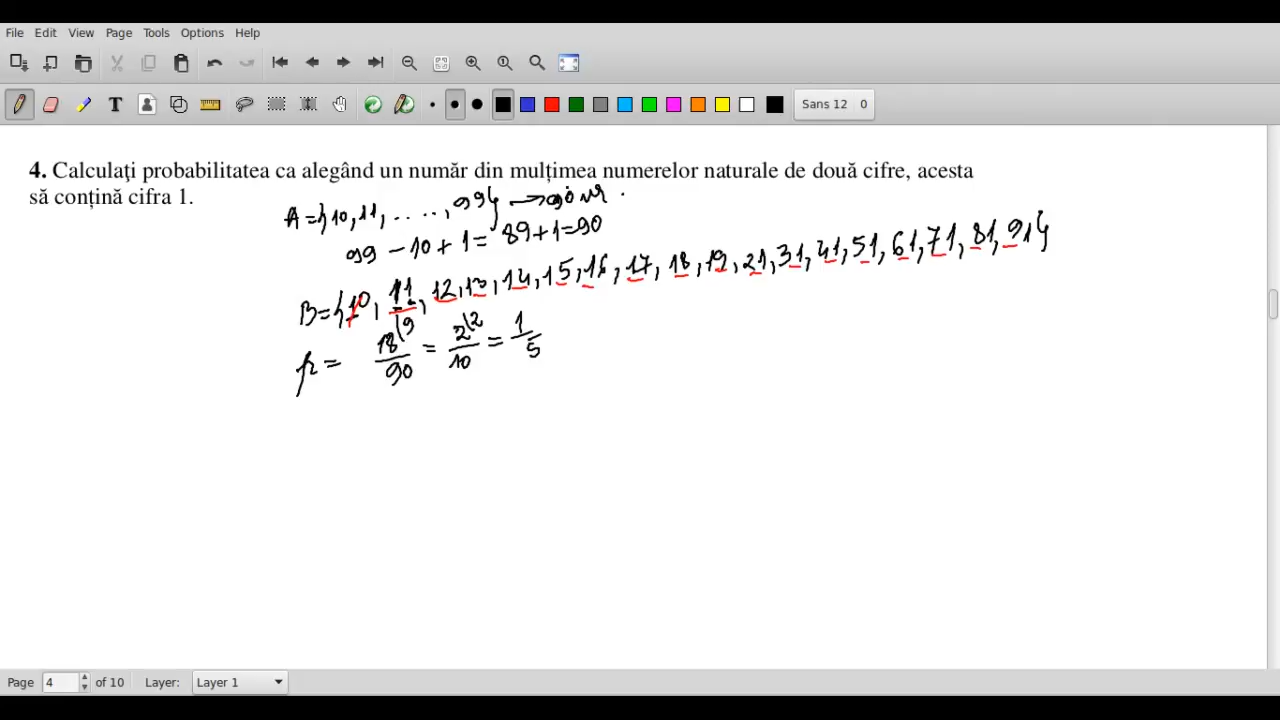 File Edit View Page Tools Options Help
Sans 12 0
4. Calculaţi probabilitatea ca alegând un număr din mulțimea numerelor naturale de două cifre, acesta
să conțină cifra 1.
A={10,11,.....,99} → 90 nr.
99-10+1=89+1=90
B={10, 11, 12, 13, 14, 15, 16, 17, 18, 19, 21, 31, 41, 51, 61, 71, 81, 91}
p = 18/90 (9 = 2/10 (2 = 1/5
Page 4 of 10 Layer: Layer 1